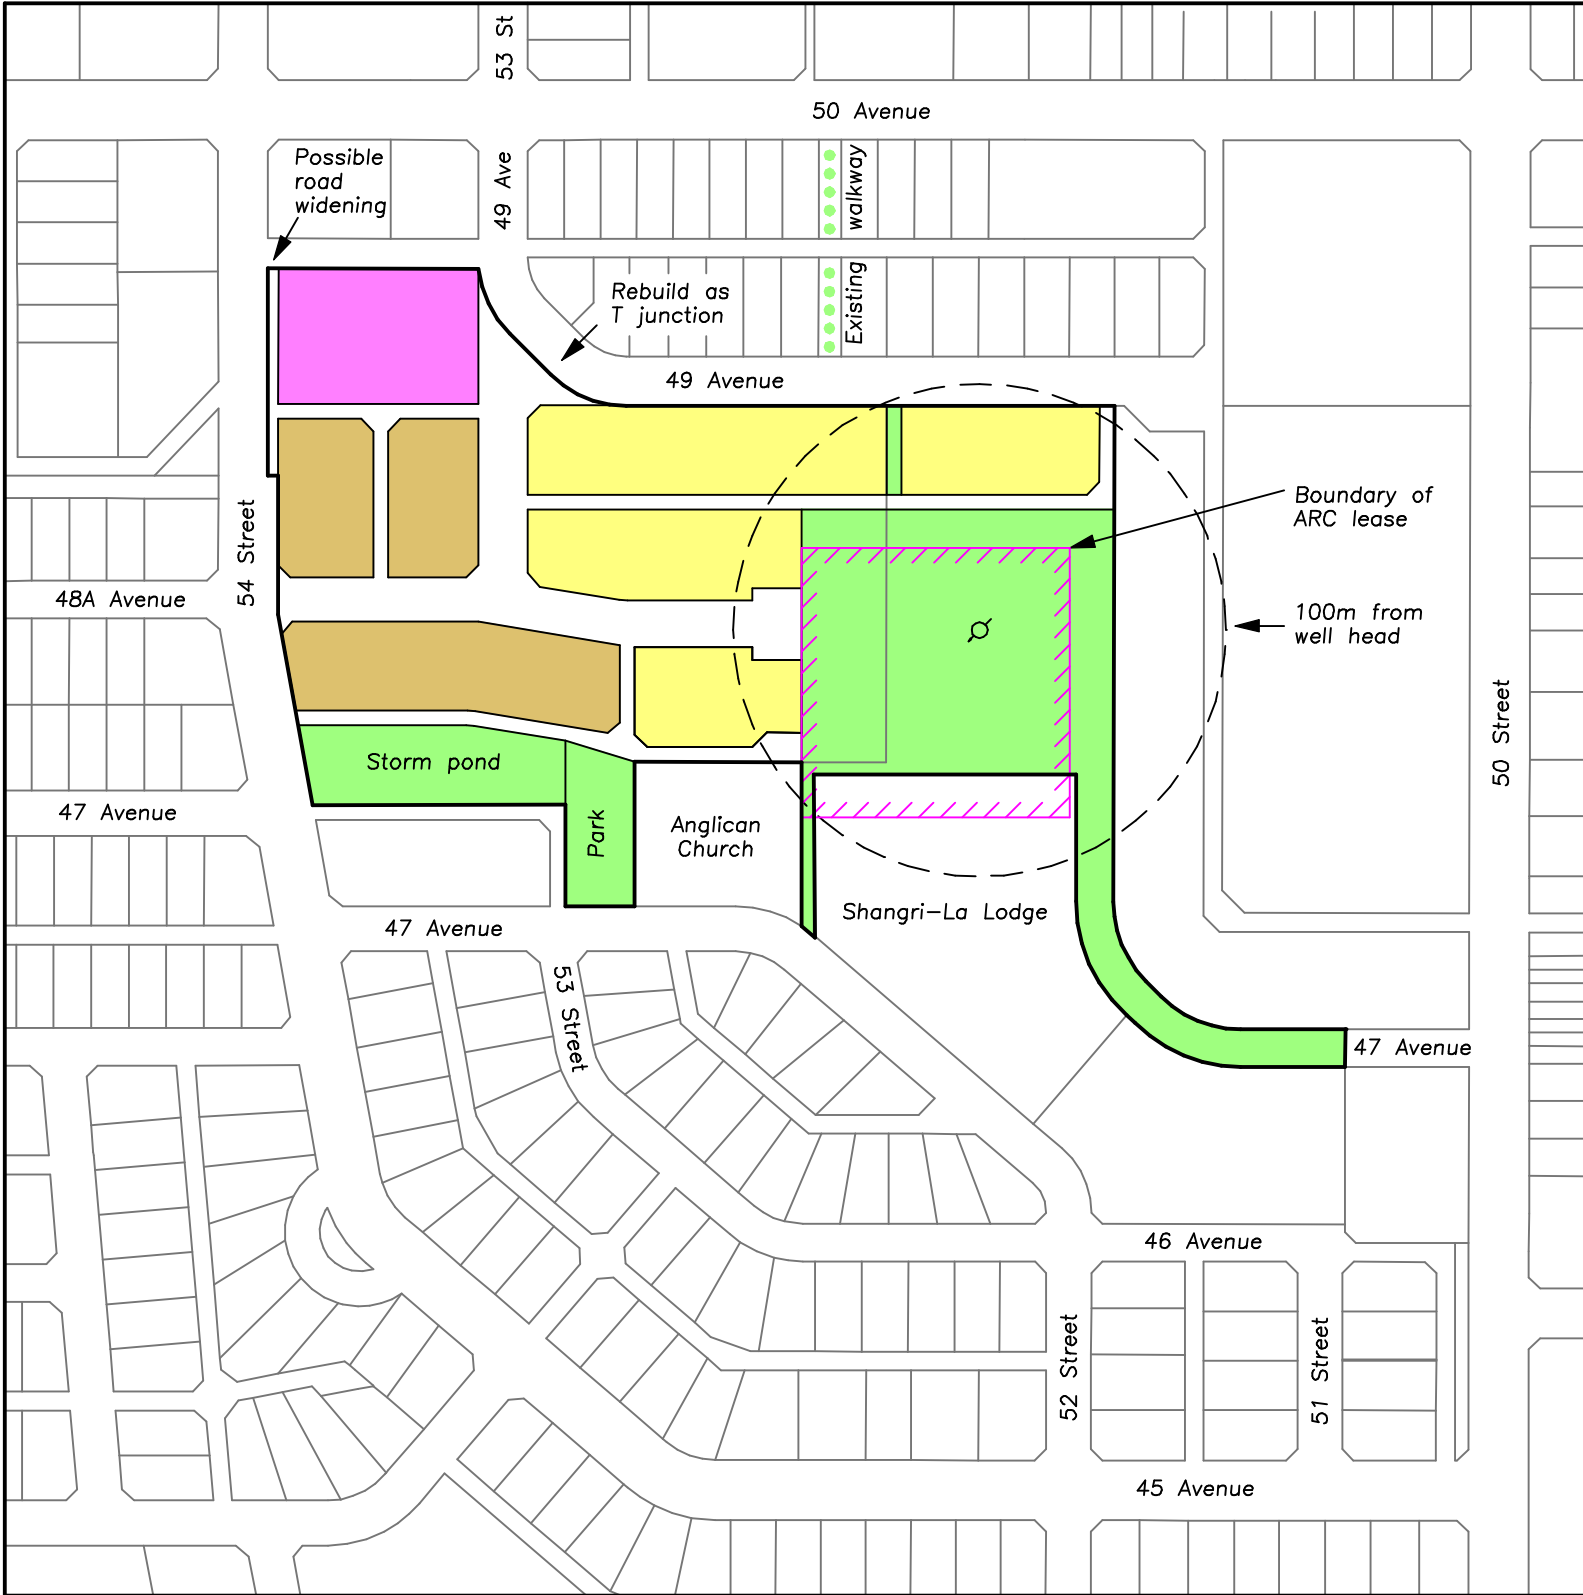 53 St
50 Avenue
Possible
road
widening
49 Ave
walkway
Existing
Rebuild as
T junction
49 Avenue
Boundary of
ARC lease
54 Street
48A Avenue
100m from
well head
50 Street
Storm pond
47 Avenue
Park
Anglican
Church
Shangri-La Lodge
47 Avenue
53 Street
47 Avenue
46 Avenue
52 Street
51 Street
45 Avenue